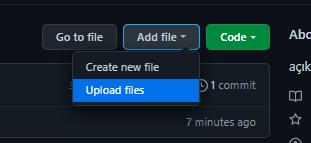 Go to file
Add file
Code
Abo
Create new file
açık
Upload files
1 commit
7 minutes ago